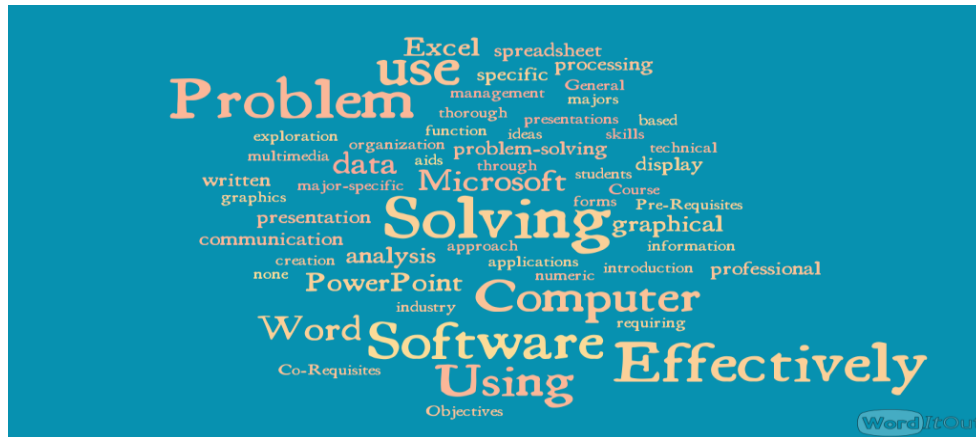 Excel spreadsheet
use specific processing
Problem management General
majors
thorough presentations based
exploration function ideas skills
organization problem-solving technical
multimedia data aids through display
written major-specific Microsoft students
graphics forms Course Pre-Requisites
presentation Solving graphical
communication approach information
creation analysis applications
none PowerPoint numeric introduction professional
industry Computer
Word Software requiring
Co-Requisites Using Effectively
Objectives
WordItOut